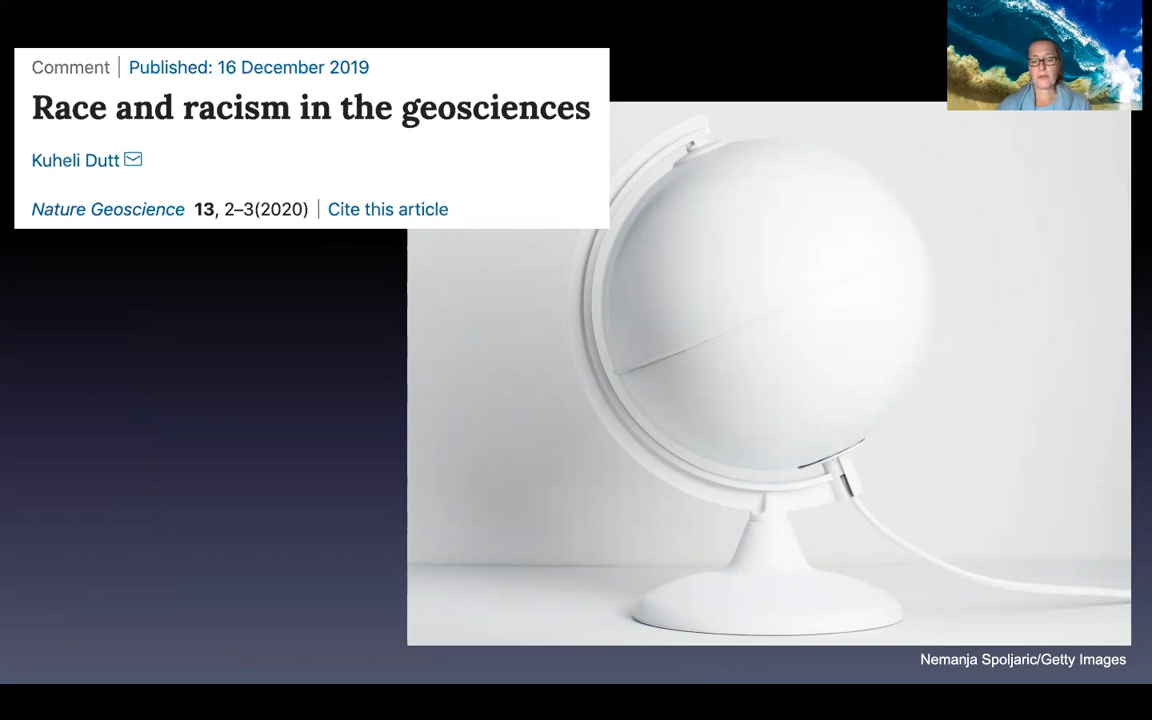 Comment | Published: 16 December 2019
Race and racism in the geosciences
Kuheli Dutt
Nature Geoscience 13, 2–3(2020) | Cite this article
Nemanja Spoljaric/Getty Images